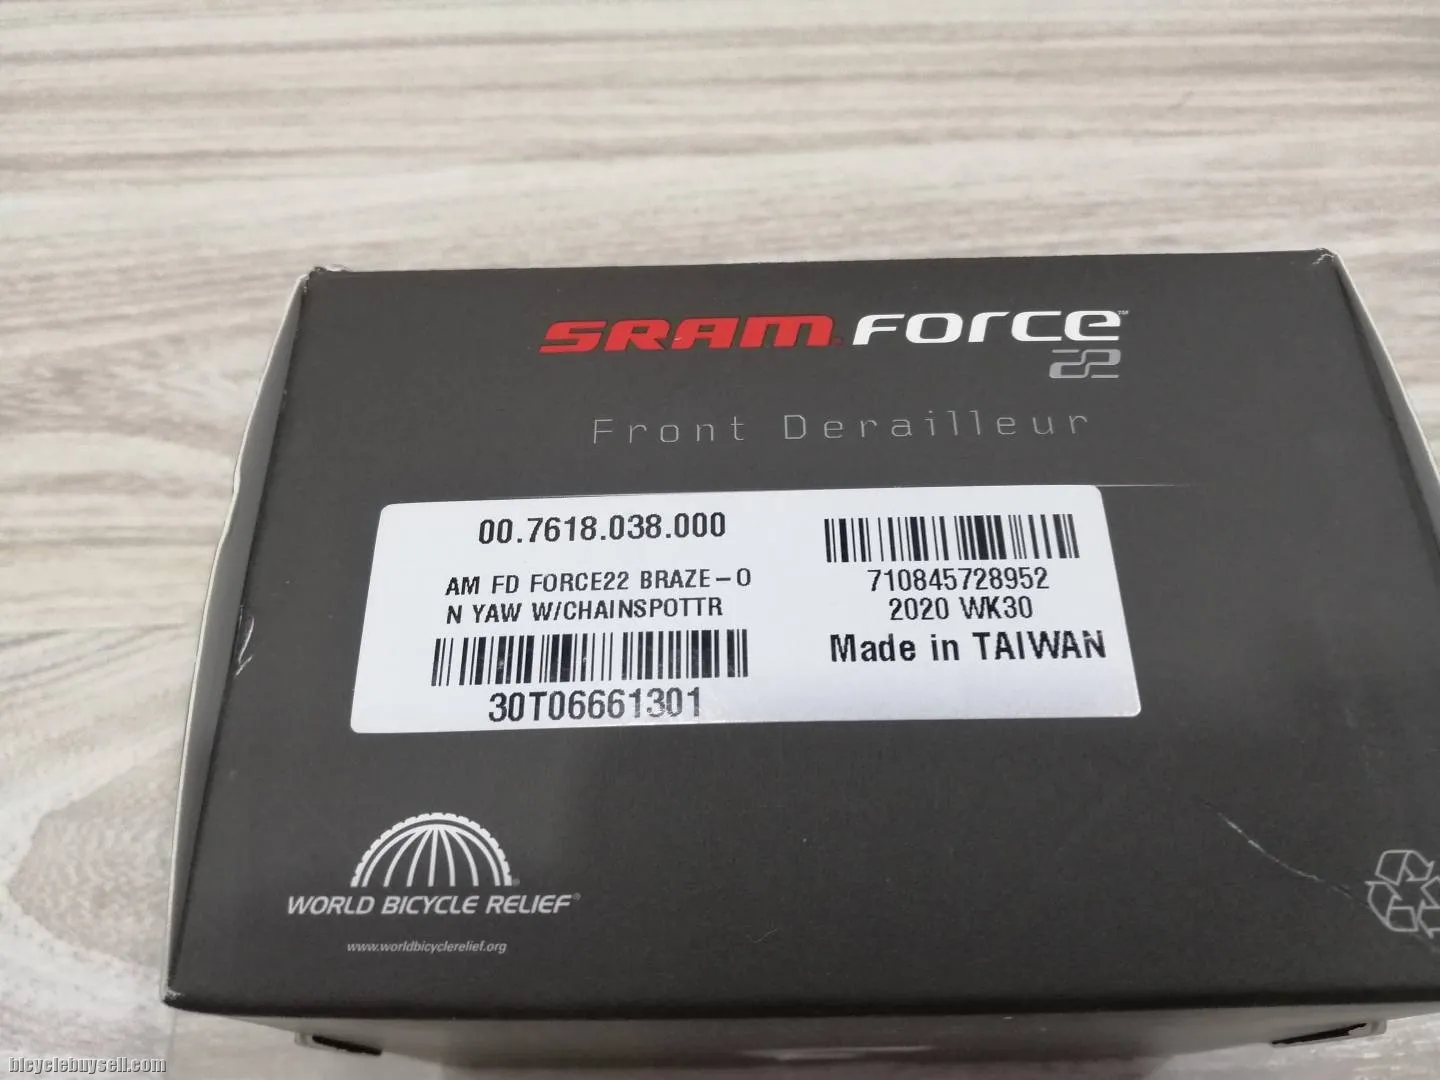 SRAM FORCE™
22
Front Derailleur
00.7618.038.000
AM FD FORCE22 BRAZE-O
N YAW W/CHAINSPOTTR
30T06661301
710845728952
2020 WK30
Made in TAIWAN
WORLD BICYCLE RELIEF®
www.worldbicyclerelief.org
bicyclebuysell.com